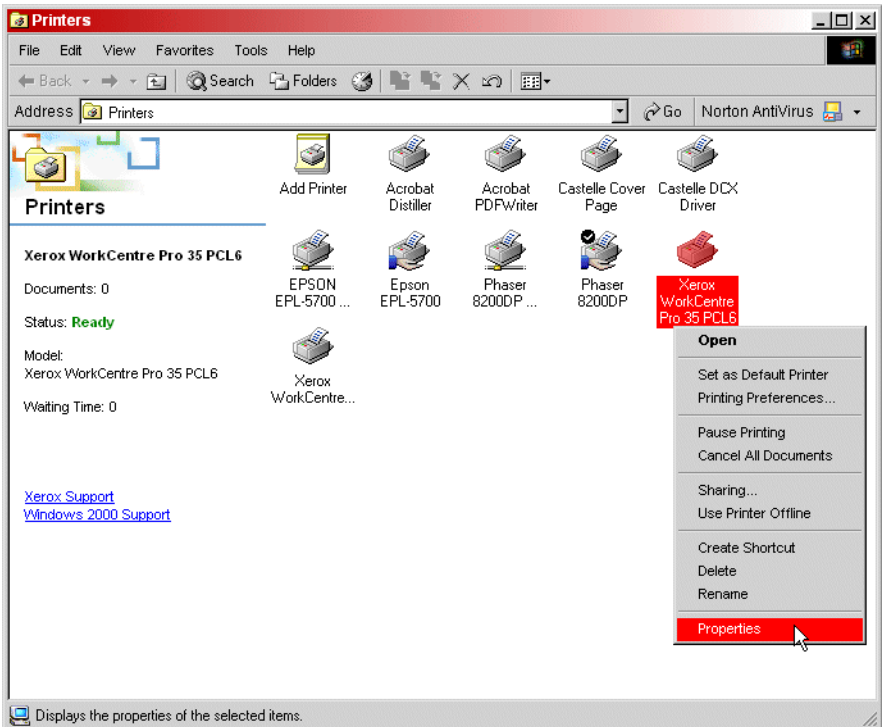 Printers
File Edit View Favorites Tools Help
Back Search Folders
Address Printers Go Norton AntiVirus
Printers
Xerox WorkCentre Pro 35 PCL6
Documents: 0
Status: Ready
Model:
Xerox WorkCentre Pro 35 PCL6
Waiting Time: 0
Xerox Support
Windows 2000 Support
Add Printer
Acrobat
Distiller
Acrobat
PDFWriter
Castelle Cover
Page
Castelle DCX
Driver
EPSON
EPL-5700 ...
Epson
EPL-5700
Phaser
8200DP ...
Phaser
8200DP
Xerox
WorkCentre
Pro 35 PCL6
Xerox
WorkCentre...
Open
Set as Default Printer
Printing Preferences...
Pause Printing
Cancel All Documents
Sharing...
Use Printer Offline
Create Shortcut
Delete
Rename
Properties
Displays the properties of the selected items.